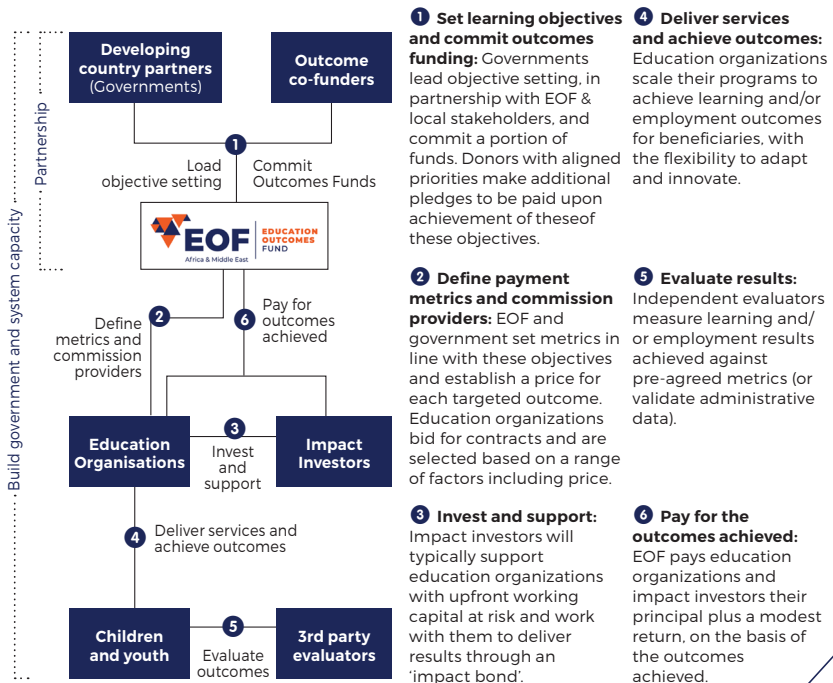 Developing
country partners
(Governments)
Outcome
co-funders
1
Load
objective setting
Commit
Outcomes Funds
EOF
EDUCATION
OUTCOMES
FUND
Africa & Middle East
2
Define
metrics and
commission
providers
6
Pay for
outcomes
achieved
Education
Organisations
3
Invest
and
support
Impact
Investors
4
Deliver services and
achieve outcomes
Children
and youth
5
Evaluate
outcomes
3rd party
evaluators
Partnership
Build government and system capacity
1 Set learning objectives
and commit outcomes
funding: Governments
lead objective setting, in
partnership with EOF &
local stakeholders, and
commit a portion of
funds. Donors with aligned
priorities make additional
pledges to be paid upon
achievement of theseof
these objectives.
2 Define payment
metrics and commission
providers: EOF and
government set metrics in
line with these objectives
and establish a price for
each targeted outcome.
Education organizations
bid for contracts and are
selected based on a range
of factors including price.
3 Invest and support:
Impact investors will
typically support
education organizations
with upfront working
capital at risk and work
with them to deliver
results through an
‘impact bond’.
4 Deliver services
and achieve outcomes:
Education organizations
scale their programs to
achieve learning and/or
employment outcomes
for beneficiaries, with
the flexibility to adapt
and innovate.
5 Evaluate results:
Independent evaluators
measure learning and/
or employment results
achieved against
pre-agreed metrics (or
validate administrative
data).
6 Pay for the
outcomes achieved:
EOF pays education
organizations and
impact investors their
principal plus a modest
return, on the basis of
the outcomes
achieved.